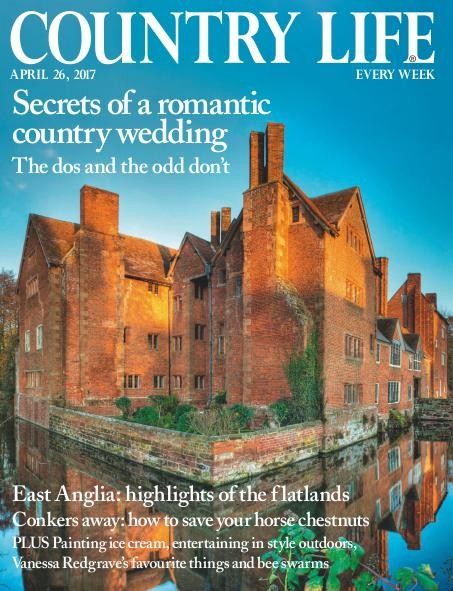 COUNTRY LIFE®
APRIL 26, 2017 EVERY WEEK
Secrets of a romantic
country wedding
The dos and the odd don't
East Anglia: highlights of the flatlands
Conkers away: how to save your horse chestnuts
PLUS Painting ice cream, entertaining in style outdoors,
Vanessa Redgrave's favourite things and bee swarms